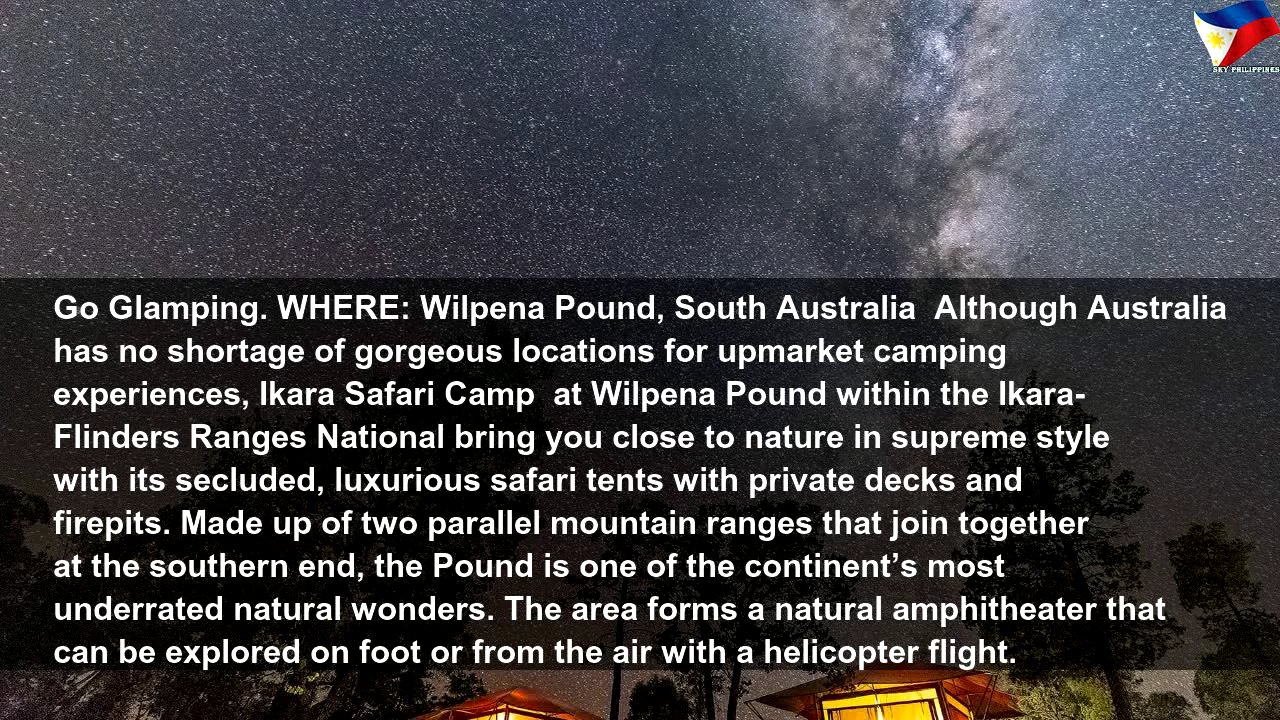 SKY PHILIPPINES
Go Glamping. WHERE: Wilpena Pound, South Australia  Although Australia
has no shortage of gorgeous locations for upmarket camping
experiences, Ikara Safari Camp  at Wilpena Pound within the Ikara-
Flinders Ranges National bring you close to nature in supreme style
with its secluded, luxurious safari tents with private decks and
firepits. Made up of two parallel mountain ranges that join together
at the southern end, the Pound is one of the continent’s most
underrated natural wonders. The area forms a natural amphitheater that
can be explored on foot or from the air with a helicopter flight.